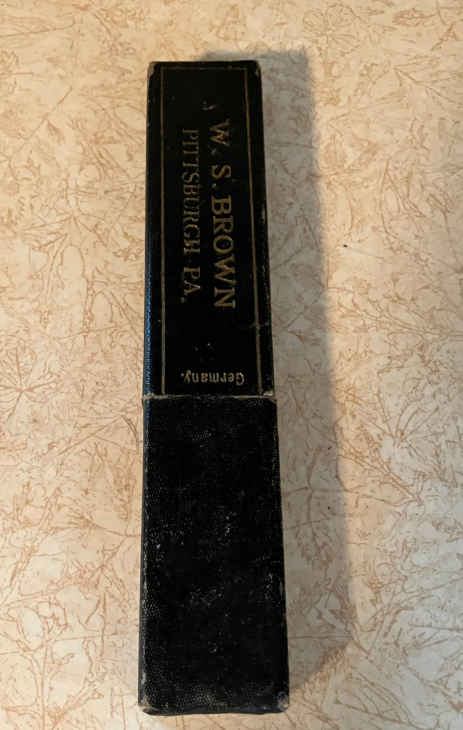 W. S. BROWN
PITTSBURGH PA.
Germany.